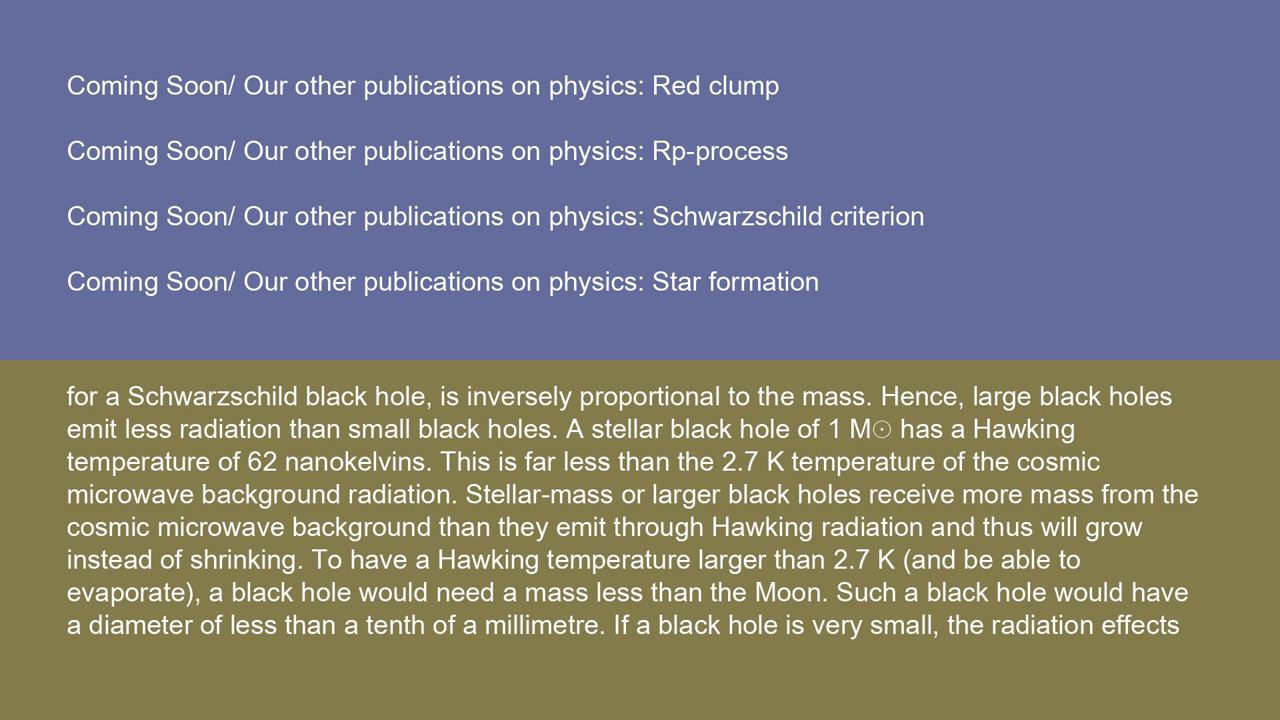 Coming Soon/ Our other publications on physics: Red clump
Coming Soon/ Our other publications on physics: Rp-process
Coming Soon/ Our other publications on physics: Schwarzschild criterion
Coming Soon/ Our other publications on physics: Star formation
for a Schwarzschild black hole, is inversely proportional to the mass. Hence, large black holes
emit less radiation than small black holes. A stellar black hole of 1 M☉ has a Hawking
temperature of 62 nanokelvins. This is far less than the 2.7 K temperature of the cosmic
microwave background radiation. Stellar-mass or larger black holes receive more mass from the
cosmic microwave background than they emit through Hawking radiation and thus will grow
instead of shrinking. To have a Hawking temperature larger than 2.7 K (and be able to
evaporate), a black hole would need a mass less than the Moon. Such a black hole would have
a diameter of less than a tenth of a millimetre. If a black hole is very small, the radiation effects